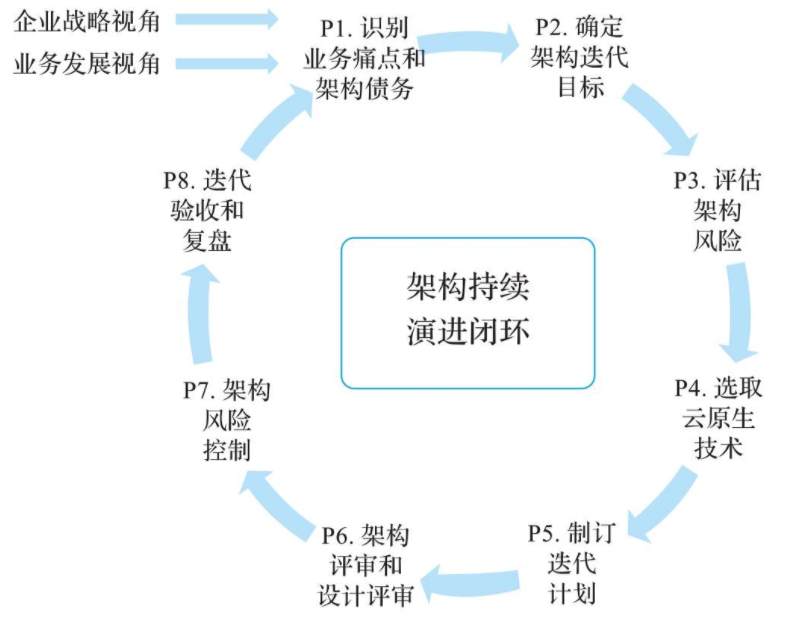 企业战略视角
业务发展视角
P1. 识别
业务痛点和
架构债务
P2. 确定
架构迭代
目标
P3. 评估
架构
风险
P4. 选取
云原生
技术
P5. 制订
迭代
计划
P6. 架构
评审和
设计评审
P7. 架构
风险
控制
P8. 迭代
验收和
复盘
架构持续
演进闭环